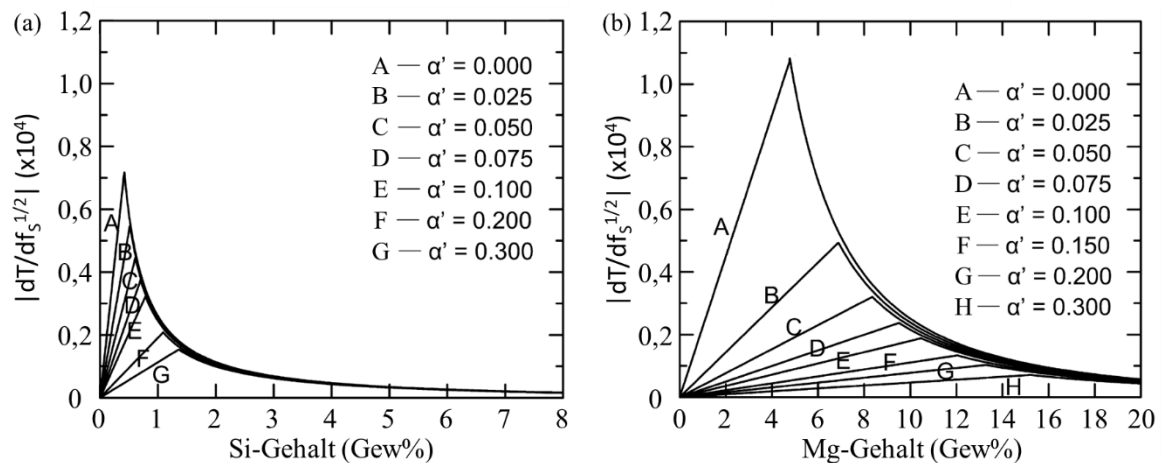 (a)
|dT/df_S^{1/2}| (x10^4)
1,2
1,0
0,8
0,6
0,4
0,2
0
A — α' = 0.000
B — α' = 0.025
C — α' = 0.050
D — α' = 0.075
E — α' = 0.100
F — α' = 0.200
G — α' = 0.300
A
B
C
D
E
F
G
0 1 2 3 4 5 6 7 8
Si-Gehalt (Gew%)
(b)
|dT/df_S^{1/2}| (x10^4)
1,2
1,0
0,8
0,6
0,4
0,2
0
A — α' = 0.000
B — α' = 0.025
C — α' = 0.050
D — α' = 0.075
E — α' = 0.100
F — α' = 0.150
G — α' = 0.200
H — α' = 0.300
A
B
C
D
E
F
G
H
0 2 4 6 8 10 12 14 16 18 20
Mg-Gehalt (Gew%)